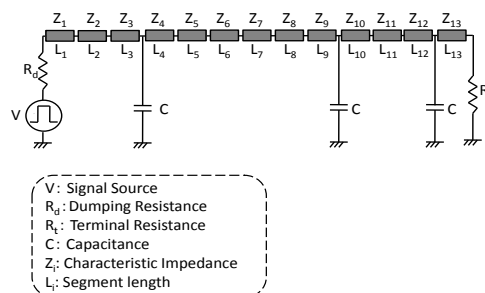 Z1 Z2 Z3 Z4 Z5 Z6 Z7 Z8 Z9 Z10 Z11 Z12 Z13
L1 L2 L3 L4 L5 L6 L7 L8 L9 L10 L11 L12 L13
Rd
R
V
C C C
V: Signal Source
Rd: Dumping Resistance
Rt: Terminal Resistance
C: Capacitance
Zi: Characteristic Impedance
Li: Segment length